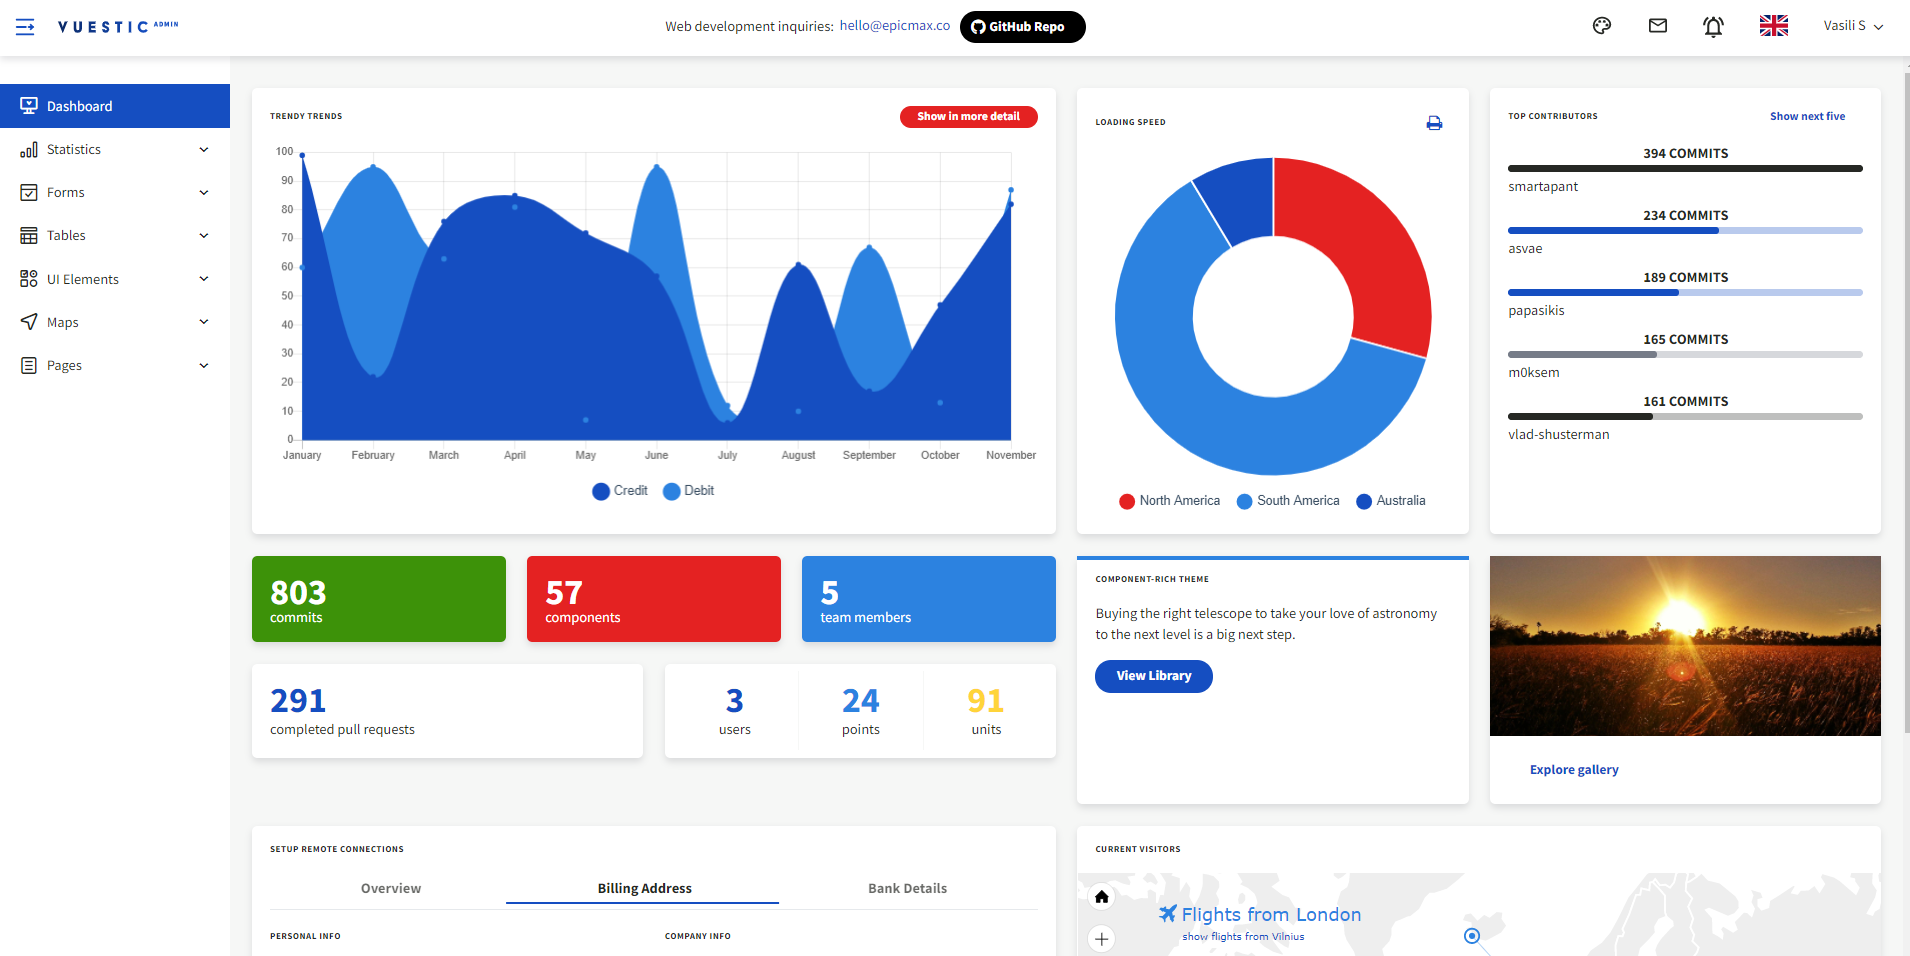 VUESTIC ADMIN
Web development inquiries: hello@epicmax.co GitHub Repo
Vasili S
Dashboard
Statistics
Forms
Tables
UI Elements
Maps
Pages
TRENDY TRENDS
Show in more detail
100
90
80
70
60
50
40
30
20
10
0
January February March April May June July August September October November
Credit Debit
LOADING SPEED
North America South America Australia
TOP CONTRIBUTORS
Show next five
394 COMMITS
smartapant
234 COMMITS
asvae
189 COMMITS
papasikis
165 COMMITS
m0ksem
161 COMMITS
vlad-shusterman
803
commits
57
components
5
team members
291
completed pull requests
3
users
24
points
91
units
COMPONENT-RICH THEME
Buying the right telescope to take your love of astronomy
to the next level is a big next step.
View Library
Explore gallery
SETUP REMOTE CONNECTIONS
Overview Billing Address Bank Details
PERSONAL INFO COMPANY INFO
CURRENT VISITORS
Flights from London
show flights from Vilnius